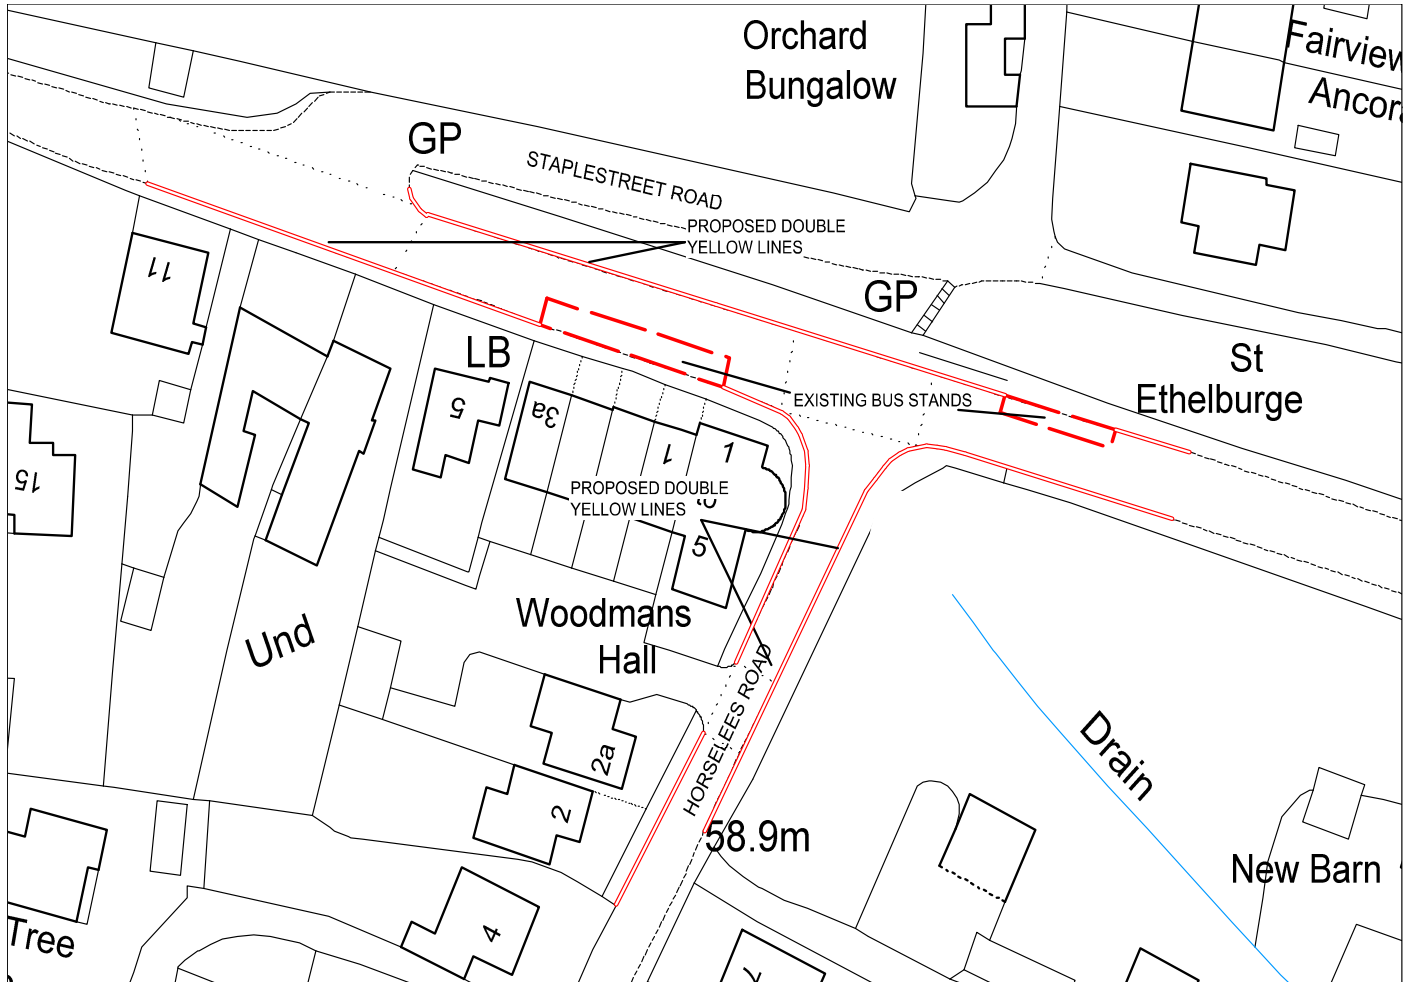 Orchard
Bungalow
Fairview
Ancora
GP
STAPLESTREET ROAD
PROPOSED DOUBLE
YELLOW LINES
11
GP
LB
St
Ethelburge
EXISTING BUS STANDS
5
3a
1
1
15
PROPOSED DOUBLE
YELLOW LINES
3
5
Woodmans
Hall
Und
HORSELEES ROAD
2a
2
Drain
58.9m
New Barn
4
Tree